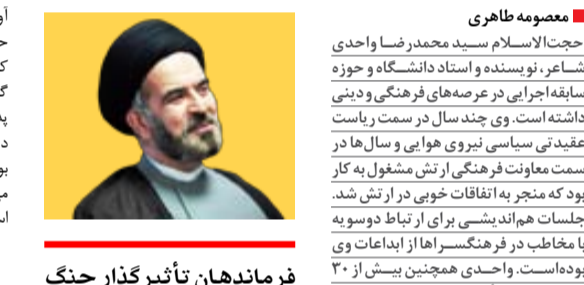 معصومه طاهری
حجت‌الاسلام سید محمدرضا واحدی
شاعر، نویسنده و استاد دانشگاه و حوزه
سابقه اجرایی در عرصه‌های فرهنگی و دینی
داشته است. وی چند سال در سمت ریاست
عقیدتی سیاسی نیروی هوایی و سال‌ها در
سمت معاونت فرهنگی ارتش مشغول به کار
بود که منجر به اتفاقات خوبی در ارتش شد.
جلسات هم‌اندیشی برای ارتباط دوسویه
با مخاطب در فرهنگسراها از ابداعات وی
بوده‌است. واحدی همچنین بیش از ۳۰
فرماندهان تأثیرگذار جنگ